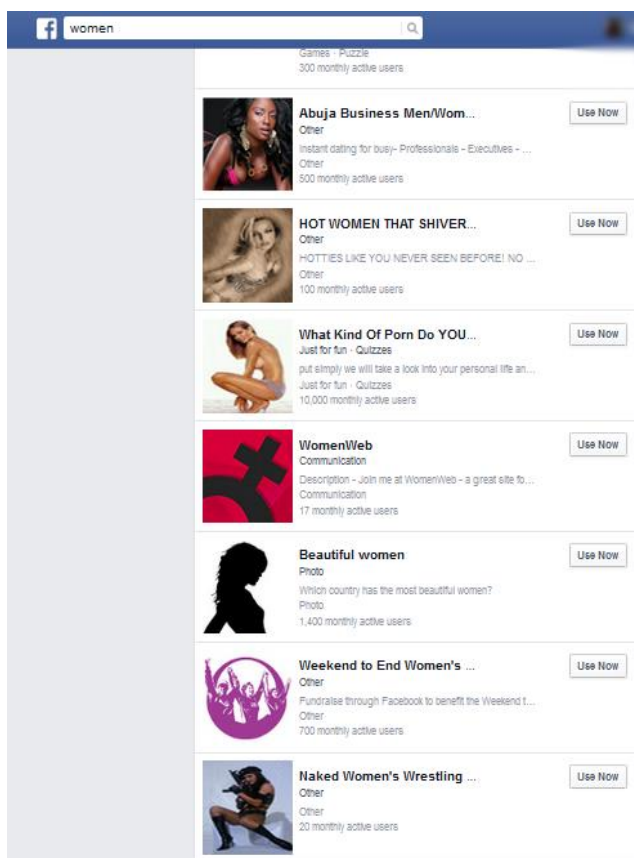 women
Games · Puzzle
300 monthly active users
Abuja Business Men/Wom...
Use Now
Other
Instant dating for busy- Professionals - Executives - ...
Other
500 monthly active users
HOT WOMEN THAT SHIVER...
Use Now
Other
HOTTIES LIKE YOU NEVER SEEN BEFORE! NO ...
Other
100 monthly active users
What Kind Of Porn Do YOU...
Use Now
Just for fun · Quizzes
put simply we will take a look into your personal life an...
Just for fun · Quizzes
10,000 monthly active users
WomenWeb
Use Now
Communication
Description - Join me at WomenWeb - a great site fo...
Communication
17 monthly active users
Beautiful women
Use Now
Photo
Which country has the most beautiful women?
Photo
1,400 monthly active users
Weekend to End Women's ...
Use Now
Other
Fundraise through Facebook to benefit the Weekend t...
Other
700 monthly active users
Naked Women's Wrestling ...
Use Now
Other
Other
20 monthly active users